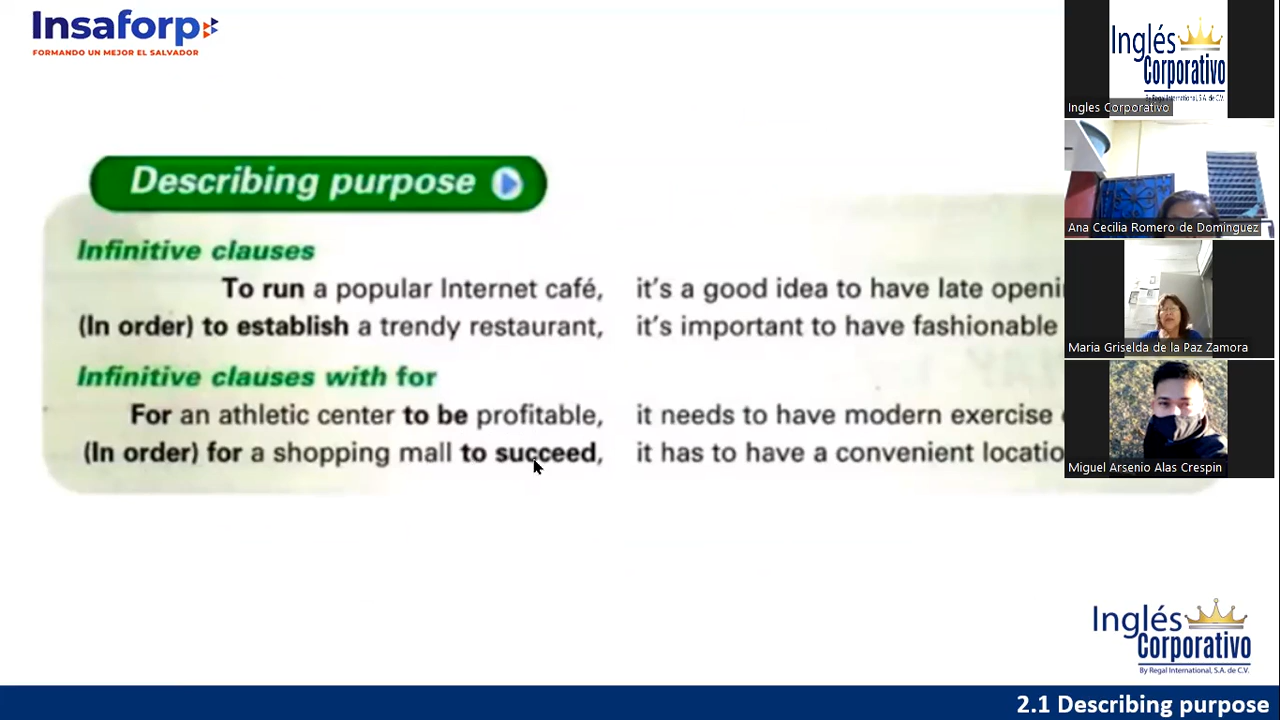 Insaforp
FORMANDO UN MEJOR EL SALVADOR
Describing purpose
Infinitive clauses
To run a popular Internet café, it's a good idea to have late openi
(In order) to establish a trendy restaurant, it's important to have fashionable
Infinitive clauses with for
For an athletic center to be profitable, it needs to have modern exercise
(In order) for a shopping mall to succeed, it has to have a convenient locatio
Inglés
Corporativo
By Regal International, S.A. de C.V.
Ingles Corporativo
Ana Cecilia Romero de Dominguez
Maria Griselda de la Paz Zamora
Miguel Arsenio Alas Crespin
Inglés
Corporativo
By Regal International, S.A. de C.V.
2.1 Describing purpose